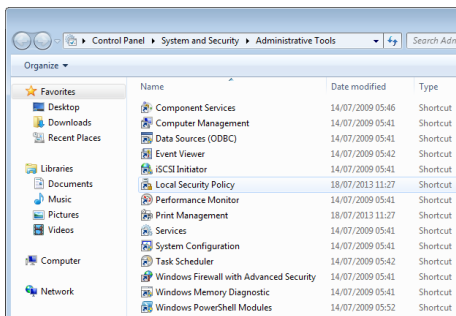 Control Panel ▸ System and Security ▸ Administrative Tools
Search Adm
Organize
Favorites
Desktop
Downloads
Recent Places
Libraries
Documents
Music
Pictures
Videos
Computer
Network
Name Date modified Type
Component Services 14/07/2009 05:46 Shortcut
Computer Management 14/07/2009 05:41 Shortcut
Data Sources (ODBC) 14/07/2009 05:41 Shortcut
Event Viewer 14/07/2009 05:42 Shortcut
iSCSI Initiator 14/07/2009 05:41 Shortcut
Local Security Policy 18/07/2013 11:27 Shortcut
Performance Monitor 14/07/2009 05:41 Shortcut
Print Management 18/07/2013 11:27 Shortcut
Services 14/07/2009 05:41 Shortcut
System Configuration 14/07/2009 05:41 Shortcut
Task Scheduler 14/07/2009 05:42 Shortcut
Windows Firewall with Advanced Security 14/07/2009 05:41 Shortcut
Windows Memory Diagnostic 14/07/2009 05:41 Shortcut
Windows PowerShell Modules 14/07/2009 05:52 Shortcut